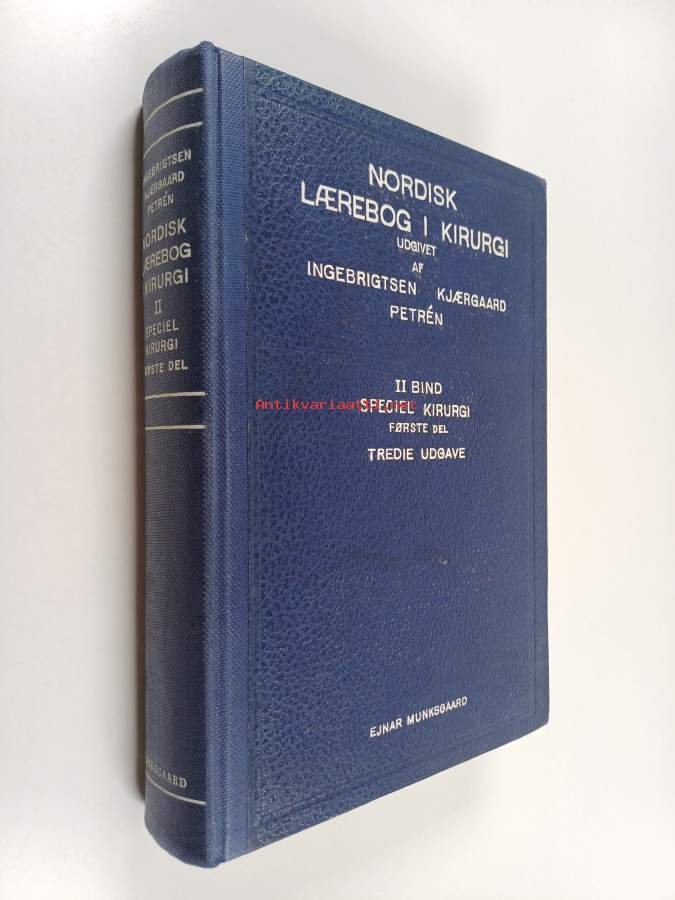 INGEBRIGTSEN
KJÆRGAARD
PETRÉN
NORDISK
LÆREBOG
I KIRURGI
II
SPECIEL
KIRURGI
FØRSTE DEL
MUNKSGAARD
NORDISK
LÆREBOG I KIRURGI
UDGIVET
AF
INGEBRIGTSEN KJÆRGAARD
PETRÉN
II BIND
Antikvariaatti.net
SPECIEL KIRURGI
FØRSTE DEL
TREDIE UDGAVE
EJNAR MUNKSGAARD